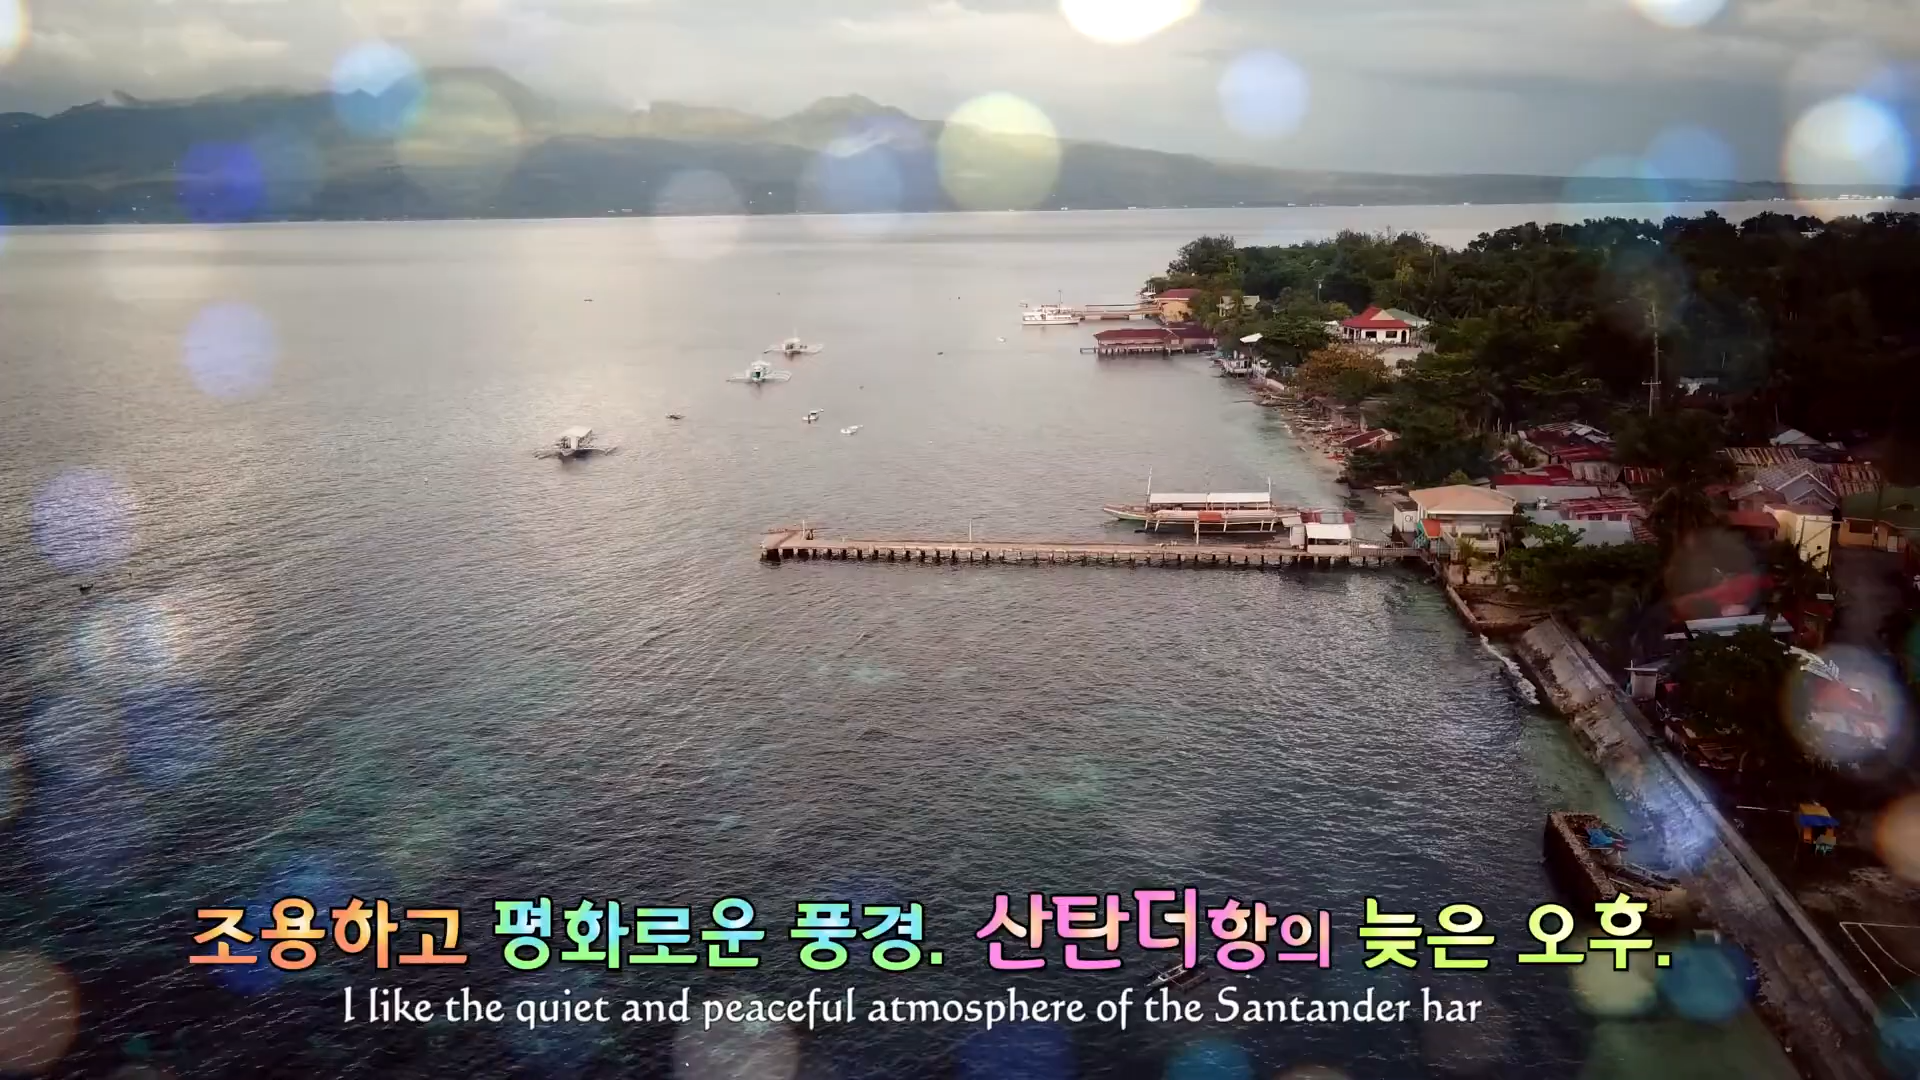 조용하고 평화로운 풍경. 산탄더항의 늦은 오후.
I like the quiet and peaceful atmosphere of the Santander har